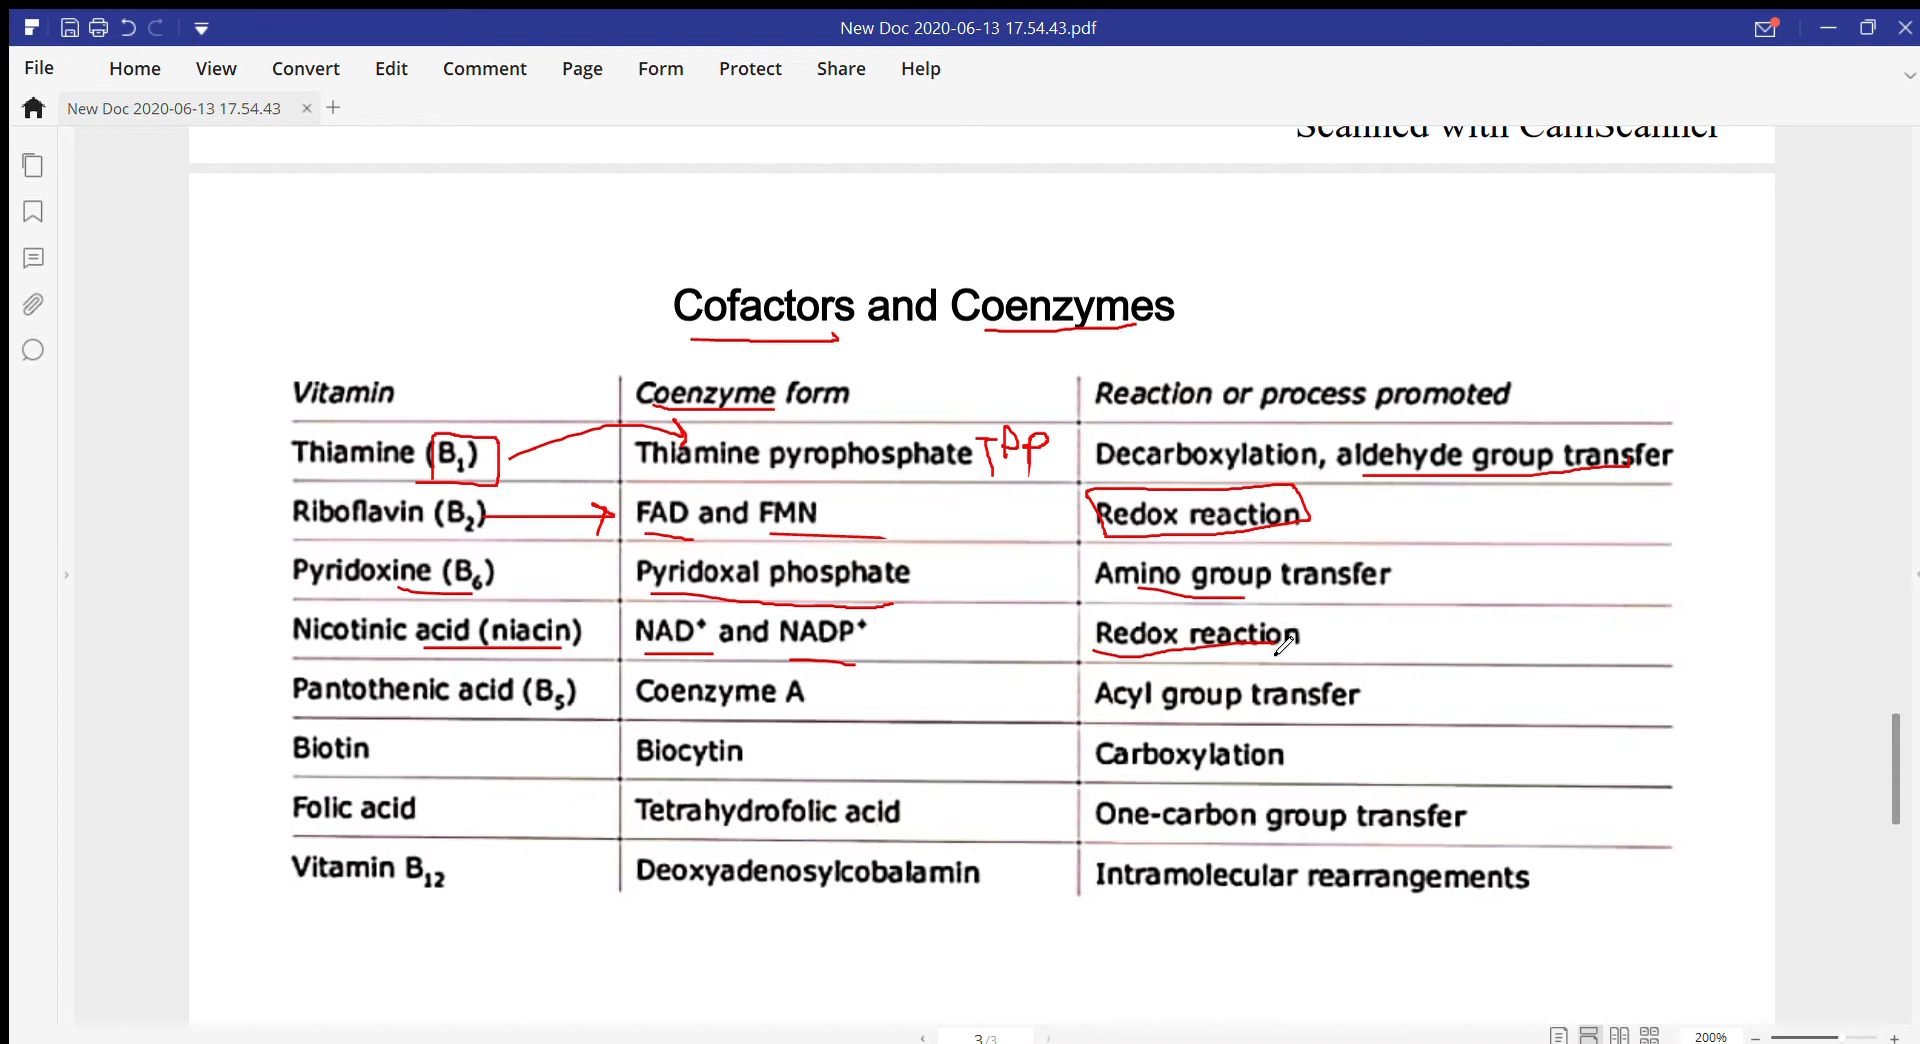 New Doc 2020-06-13 17.54.43.pdf
File Home View Convert Edit Comment Page Form Protect Share Help
New Doc 2020-06-13 17.54.43
Scanned with CamScanner
Cofactors and Coenzymes
Vitamin Coenzyme form Reaction or process promoted
Thiamine (B₁) Thiamine pyrophosphate TPP Decarboxylation, aldehyde group transfer
Riboflavin (B₂) FAD and FMN Redox reaction
Pyridoxine (B₆) Pyridoxal phosphate Amino group transfer
Nicotinic acid (niacin) NAD⁺ and NADP⁺ Redox reaction
Pantothenic acid (B₅) Coenzyme A Acyl group transfer
Biotin Biocytin Carboxylation
Folic acid Tetrahydrofolic acid One-carbon group transfer
Vitamin B₁₂ Deoxyadenosylcobalamin Intramolecular rearrangements
3/3 200%